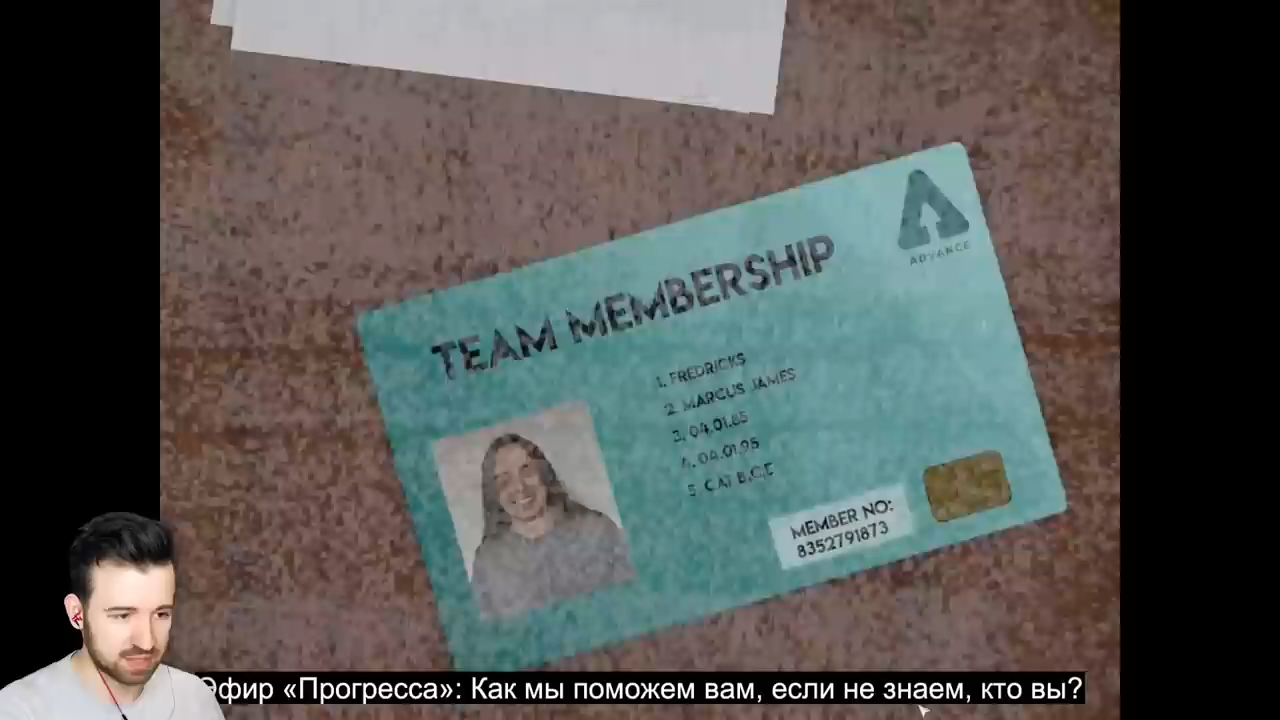 ADVANCE
TEAM MEMBERSHIP
1. FREDRICKS
2. MARCUS JAMES
3. 04.01.85
4. 04.01.95
5. CAT B,C,E
MEMBER NO:
8352791873
Эфир «Прогресса»: Как мы поможем вам, если не знаем, кто вы?